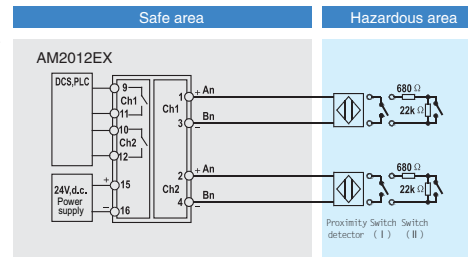 Safe area
Hazardous area
AM2012EX
DCS,PLC
9
Ch1
11
10
Ch2
12
24V,d.c.
Power
supply
+
15
−
16
1
Ch1
3
2
Ch2
4
+ An
− Bn
+ An
− Bn
680 Ω
22k Ω
680 Ω
22k Ω
Proximity Switch Switch
detector (Ⅰ) (Ⅱ)